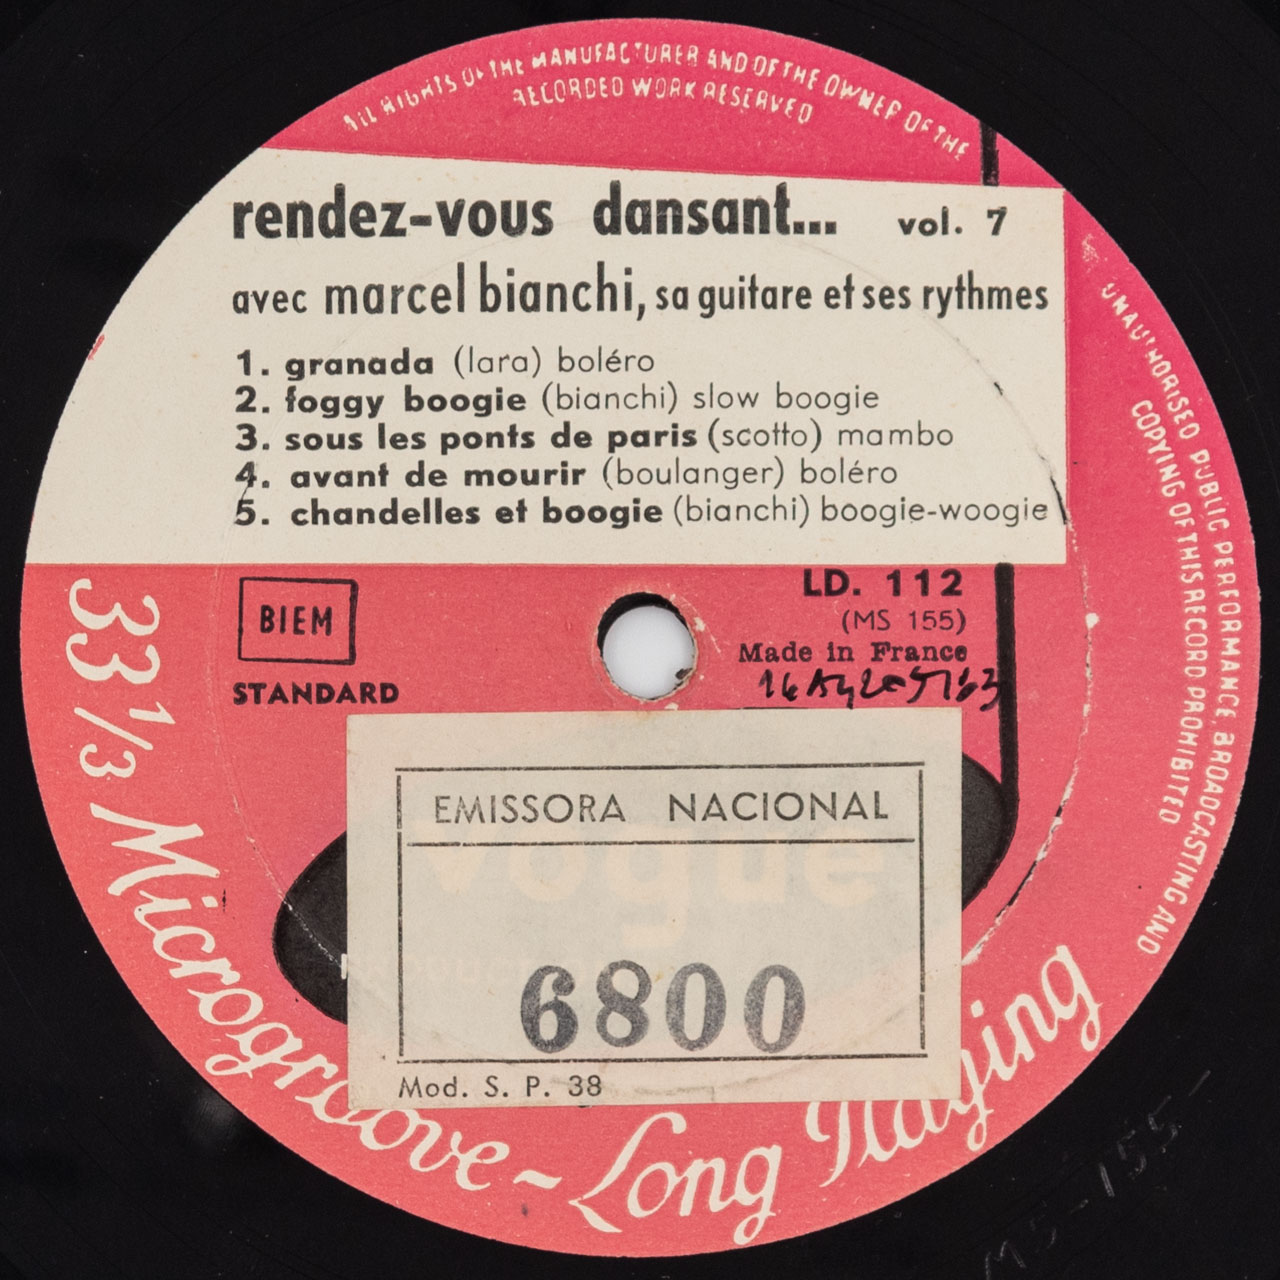 ALL RIGHTS OF THE MANUFACTURER AND OF THE OWNER OF THE
RECORDED WORK RESERVED
rendez-vous dansant... vol. 7
avec marcel bianchi, sa guitare et ses rythmes
1. granada (lara) boléro
2. foggy boogie (bianchi) slow boogie
3. sous les ponts de paris (scotto) mambo
4. avant de mourir (boulanger) boléro
5. chandelles et boogie (bianchi) boogie-woogie
UNAUTHORISED PUBLIC PERFORMANCE, BROADCASTING AND
COPYING OF THIS RECORD PROHIBITED
BIEM
STANDARD
LD. 112
(MS 155)
Made in France
vogue
EMISSORA NACIONAL
6800
Mod. S. P. 38
33 1/3 Microgroove - Long Playing
MS-155-